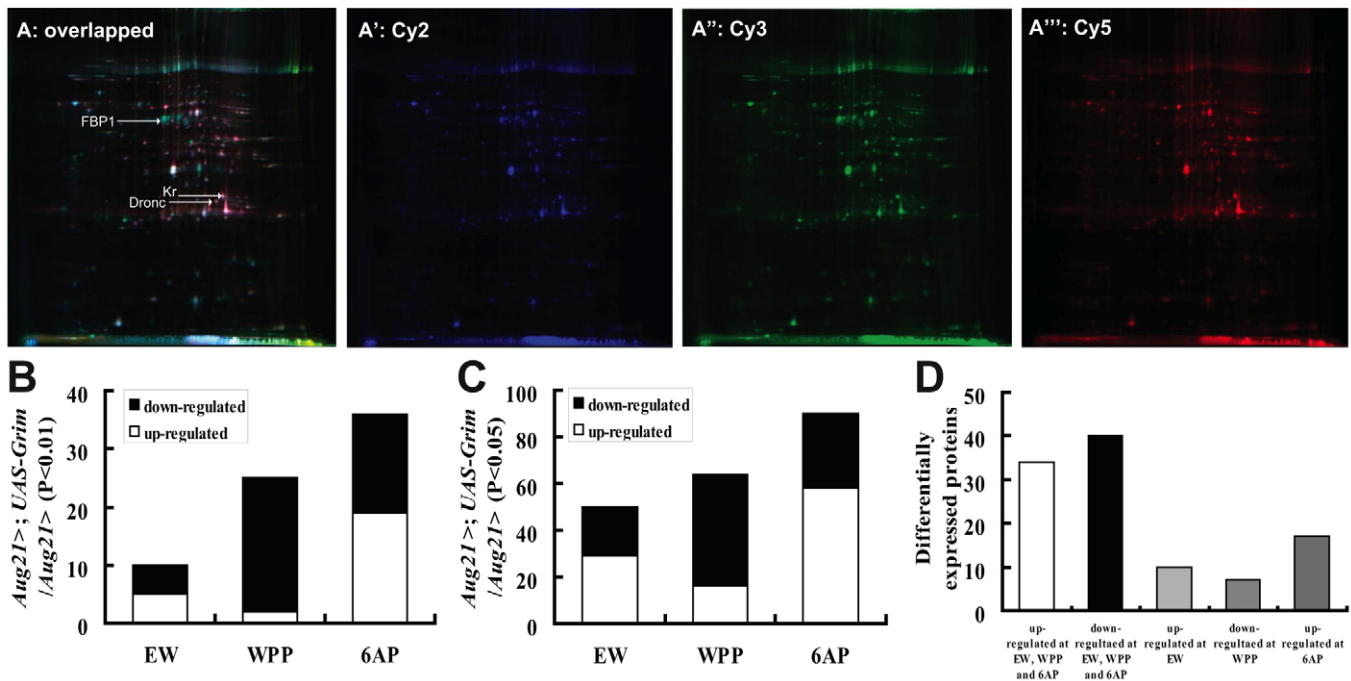 A: overlapped
A': Cy2
A'': Cy3
A''': Cy5
FBP1
Kr
Dronc
B
Aug21>; UAS-Grim
/Aug21> (P<0.01)
40
30
20
10
0
down-regulated
up-regulated
EW WPP 6AP
C
Aug21>; UAS-Grim
/Aug21> (P<0.05)
100
80
60
40
20
0
down-regulated
up-regulated
EW WPP 6AP
D
Differentially
expressed proteins
50
40
30
20
10
0
up-
regulated at
EW, WPP
and 6AP
down-
regultaed at
EW, WPP
and 6AP
up-
regulated at
EW
down-
regultaed at
WPP
up-
regulated at
6AP